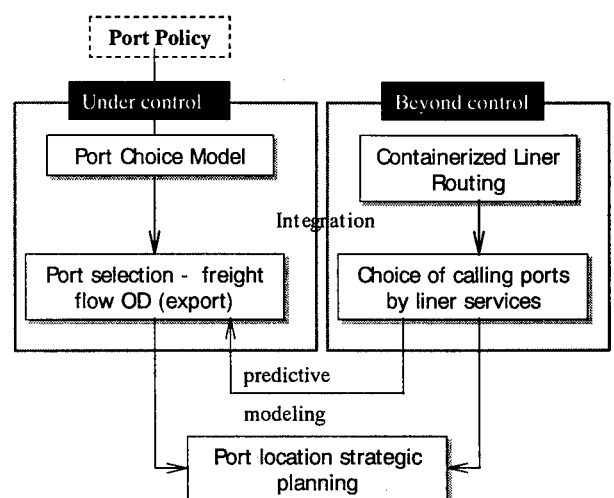 Port Policy
Under control
Beyond control
Port Choice Model
Containerized Liner
Routing
Integration
Port selection - freight
flow OD (export)
Choice of calling ports
by liner services
predictive
modeling
Port location strategic
planning